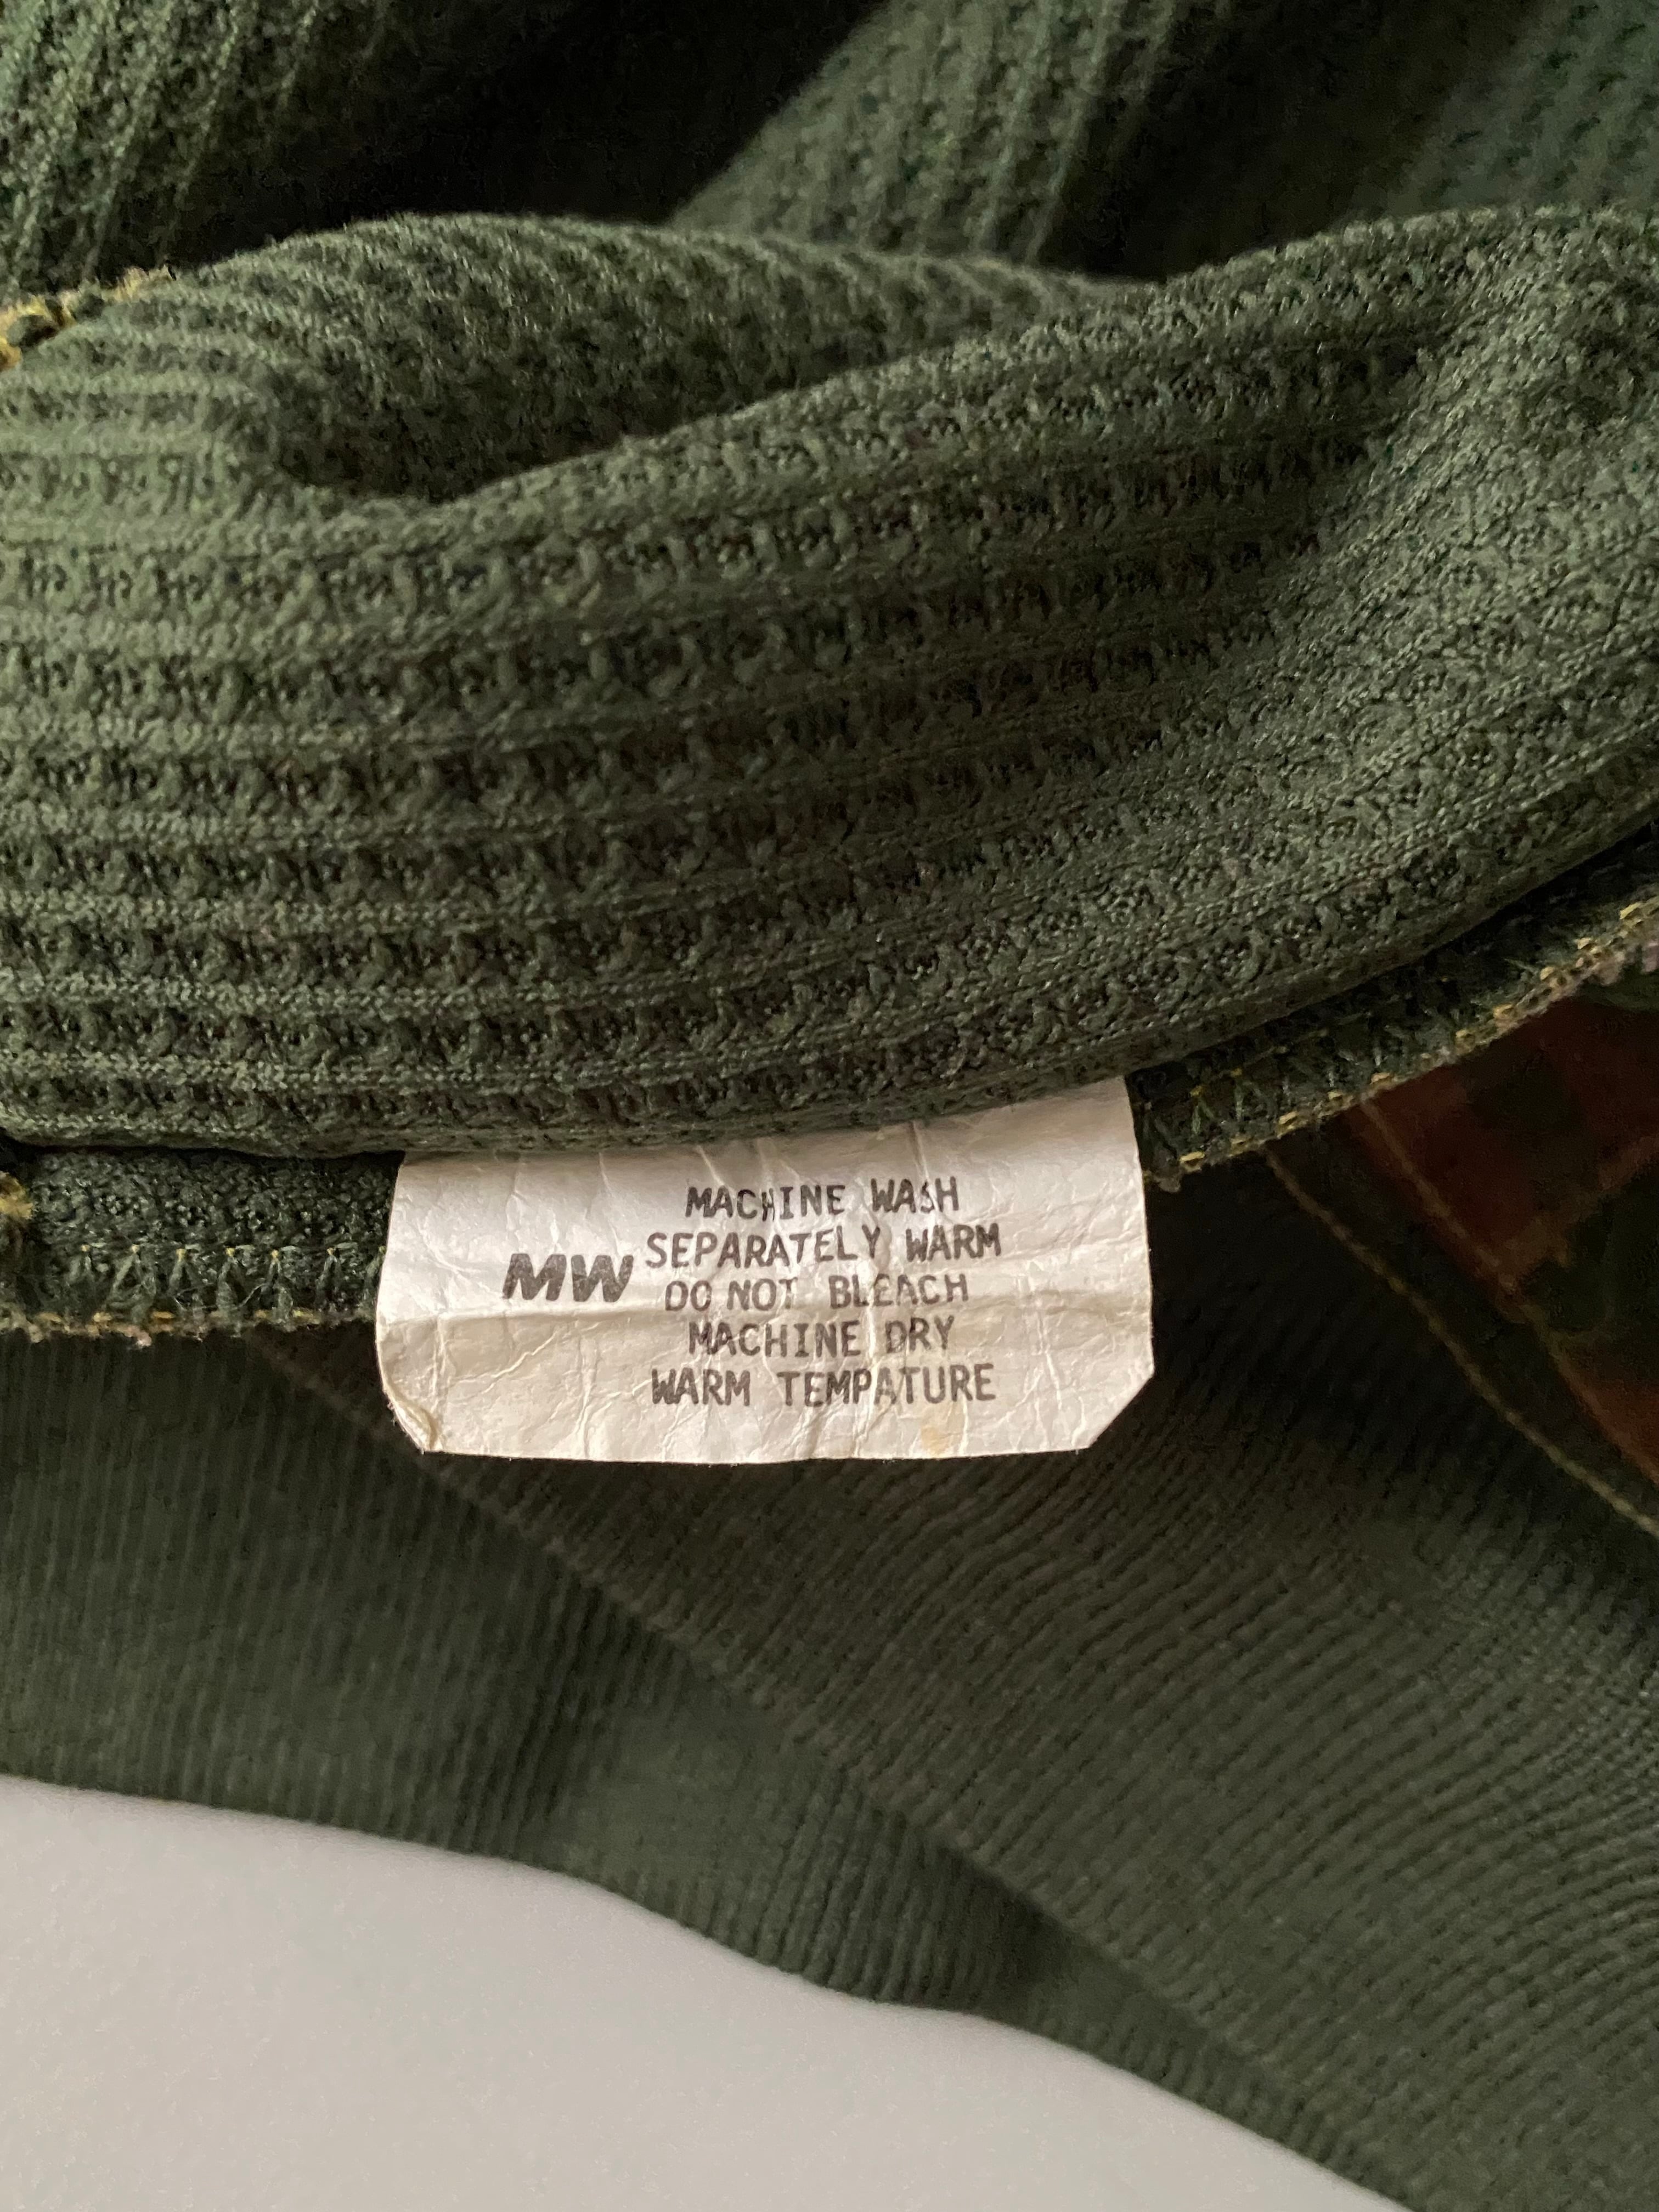 MACHINE WASH
SEPARATELY WARM
MW
DO NOT BLEACH
MACHINE DRY
WARM TEMPATURE